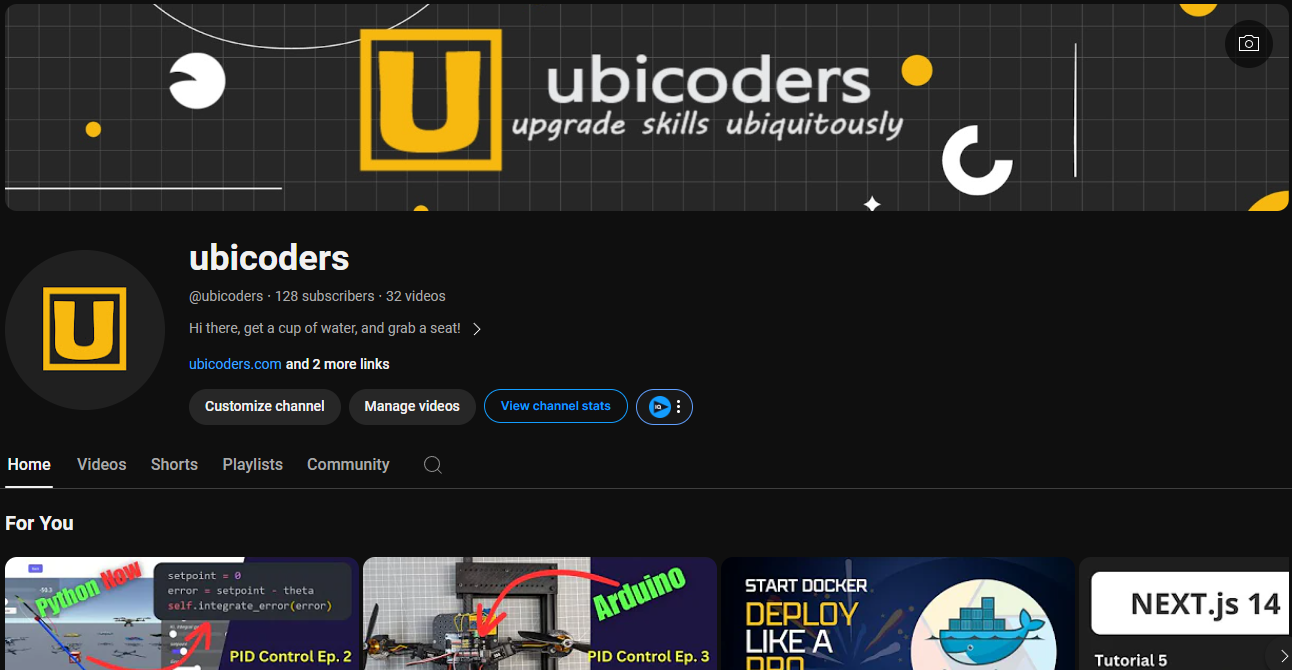 U
ubicoders
upgrade skills ubiquitously
ubicoders
@ubicoders · 128 subscribers · 32 videos
Hi there, get a cup of water, and grab a seat!
U
ubicoders.com and 2 more links
Customize channel
Manage videos
View channel stats
Home
Videos
Shorts
Playlists
Community
For You
Python Now
setpoint = 0
error = setpoint - theta
self.integrate_error(error)
PID Control Ep. 2
Arduino
PID Control Ep. 3
START DOCKER
DEPLOY
LIKE A
PRO
NEXT.js 14
Tutorial 5